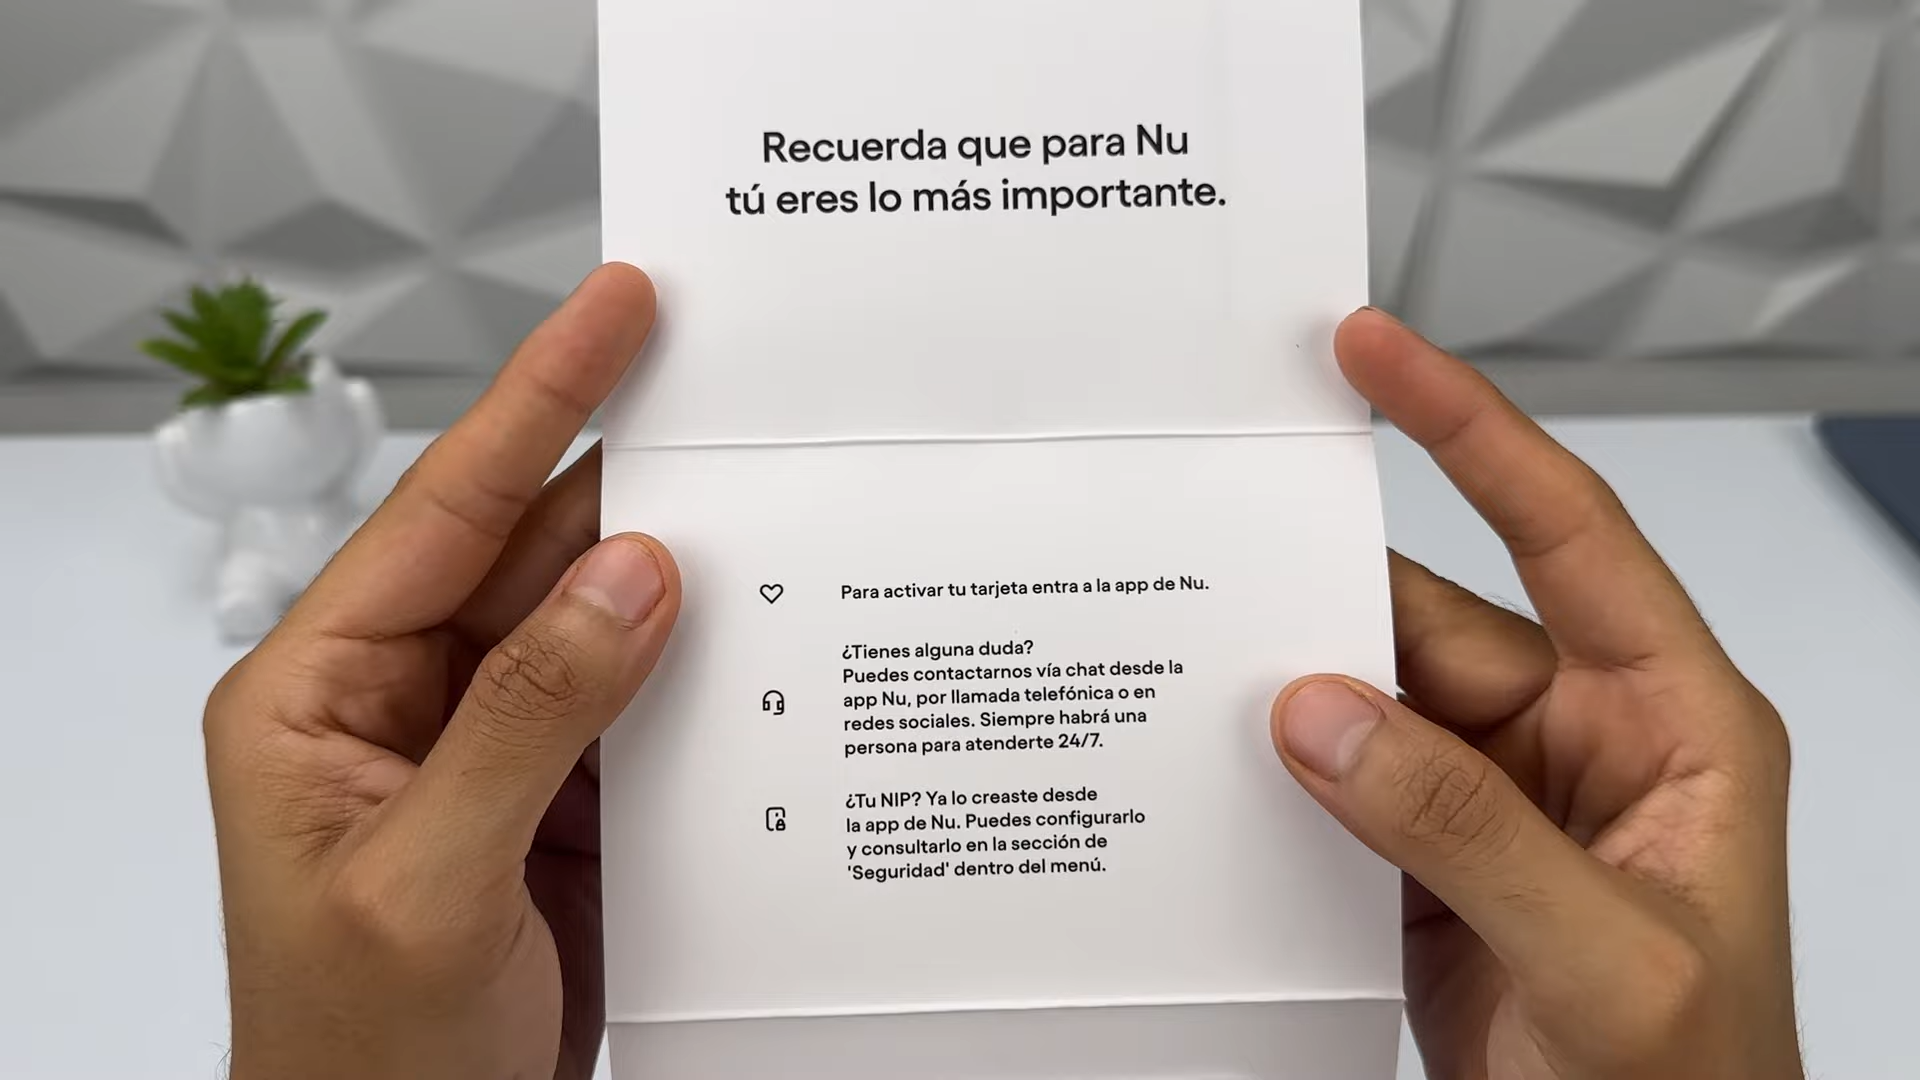 Recuerda que para Nu
tú eres lo más importante.
Para activar tu tarjeta entra a la app de Nu.
¿Tienes alguna duda?
Puedes contactarnos vía chat desde la
app Nu, por llamada telefónica o en
redes sociales. Siempre habrá una
persona para atenderte 24/7.
¿Tu NIP? Ya lo creaste desde
la app de Nu. Puedes configurarlo
y consultarlo en la sección de
'Seguridad' dentro del menú.